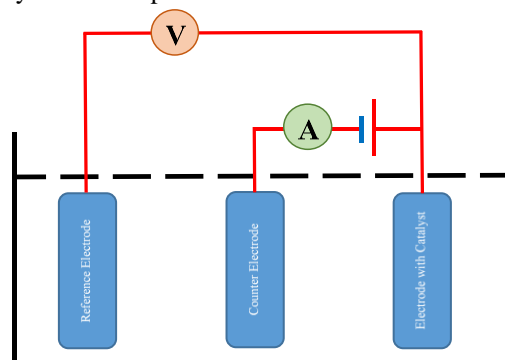 V
A
Reference Electrode
Counter Electrode
Electrode with Catalyst